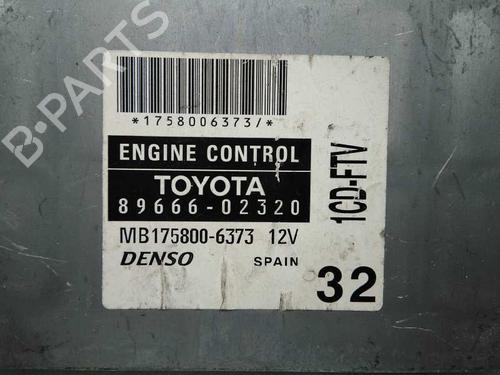 B-PARTS
*1758006373/*
ENGINE CONTROL
TOYOTA
89666-02320
MB175800-6373 12V
DENSO SPAIN
1CD-FTV
32